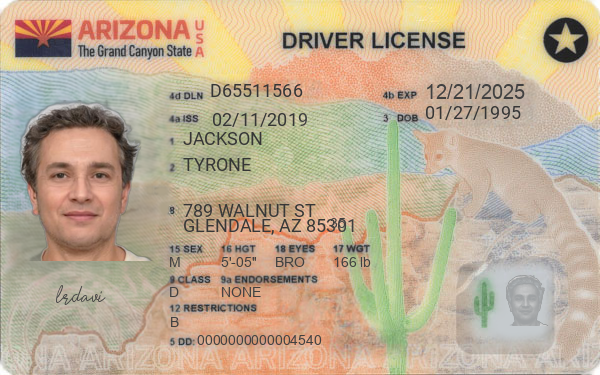 ARIZONA USA
The Grand Canyon State
DRIVER LICENSE
4d DLN D65511566
4b EXP 12/21/2025
4a ISS 02/11/2019
3 DOB 01/27/1995
1 JACKSON
2 TYRONE
8 789 WALNUT ST
GLENDALE, AZ 85301
15 SEX 16 HGT 18 EYES 17 WGT
M 5'-05" BRO 166 lb
9 CLASS 9a ENDORSEMENTS
D NONE
12 RESTRICTIONS
B
5 DD: 0000000000004540
lrdavi
ARIZONA ARIZONA ARIZONA ARIZONA